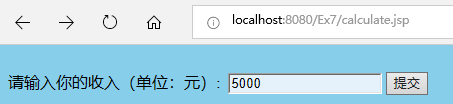 localhost:8080/Ex7/calculate.jsp
请输入你的收入（单位：元）: 5000 提交